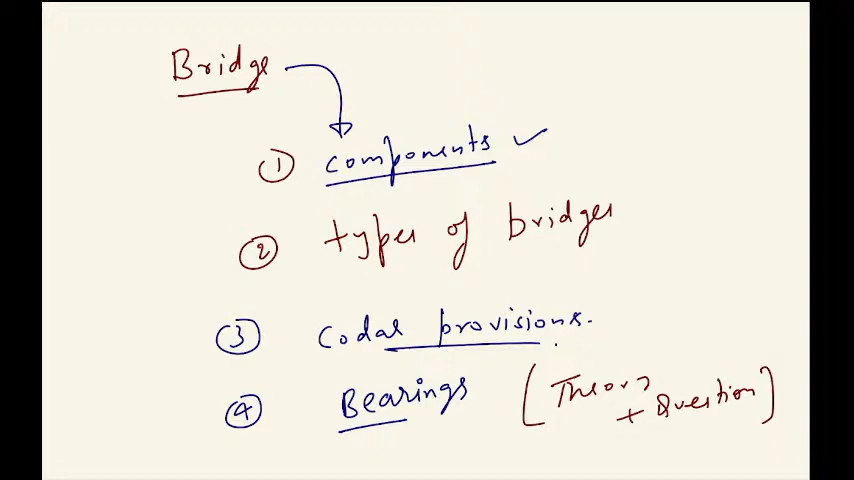 Bridge
① components ✓
② types of bridges
③ Codal provisions.
④ Bearings [Theory
+ Question]